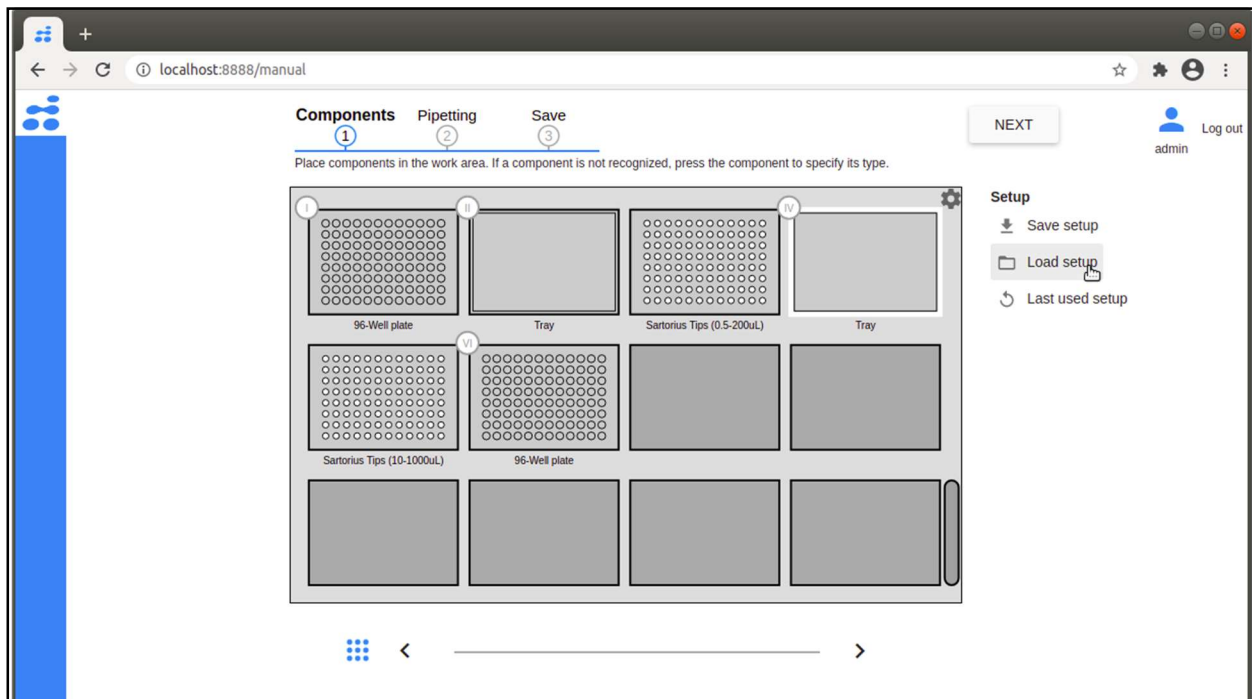 localhost:8888/manual
Components Pipetting Save
1 2 3
NEXT
admin
Log out
Place components in the work area. If a component is not recognized, press the component to specify its type.
I II IV
96-Well plate Tray Sartorius Tips (0.5-200uL) Tray
VI
Sartorius Tips (10-1000uL) 96-Well plate
Setup
Save setup
Load setup
Last used setup